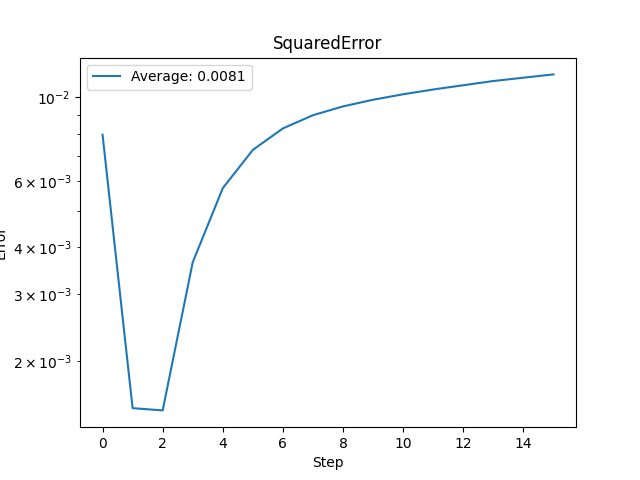 SquaredError
Average: 0.0081
10⁻²
6 × 10⁻³
4 × 10⁻³
3 × 10⁻³
2 × 10⁻³
Error
0 2 4 6 8 10 12 14
Step